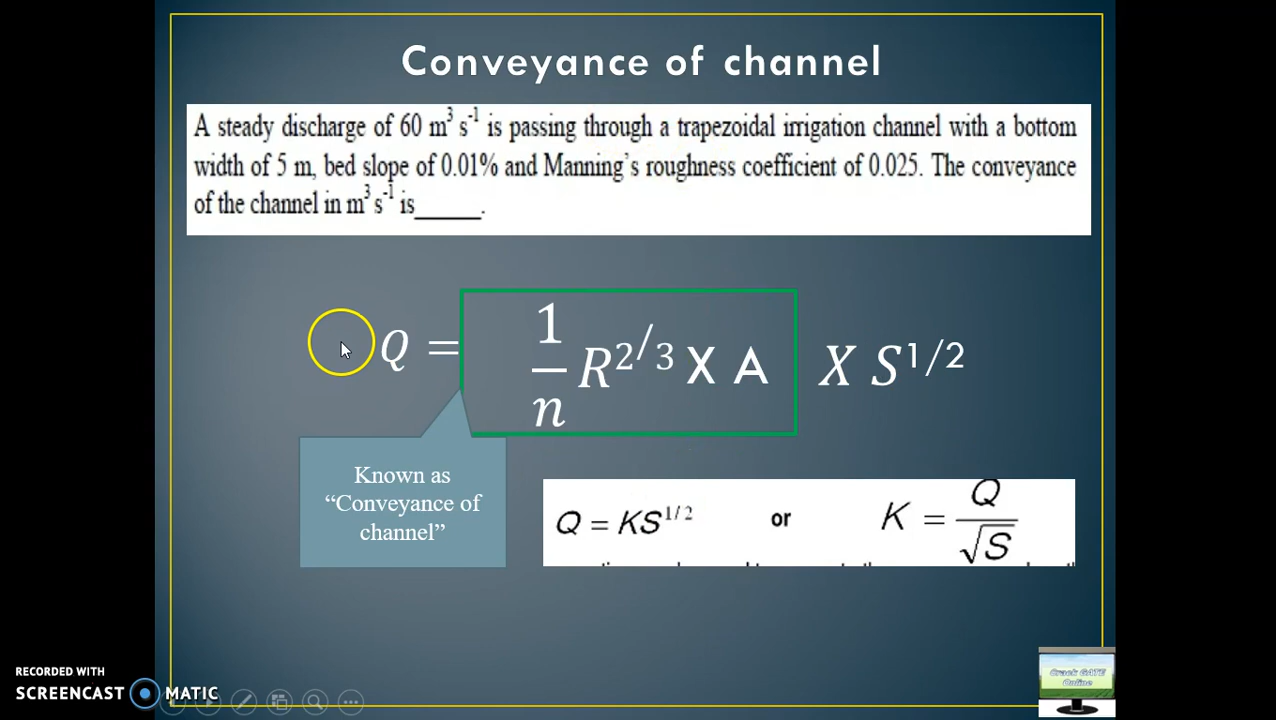 Conveyance of channel
A steady discharge of 60 m³ s⁻¹ is passing through a trapezoidal irrigation channel with a bottom
width of 5 m, bed slope of 0.01% and Manning's roughness coefficient of 0.025. The conveyance
of the channel in m³ s⁻¹ is______.
Q = 1/n R^2/3 X A X S^1/2
Known as
“Conveyance of
channel”
Q = KS^1/2 or K = Q/√S
RECORDED WITH
SCREENCAST MATIC
Crack GATE
Online